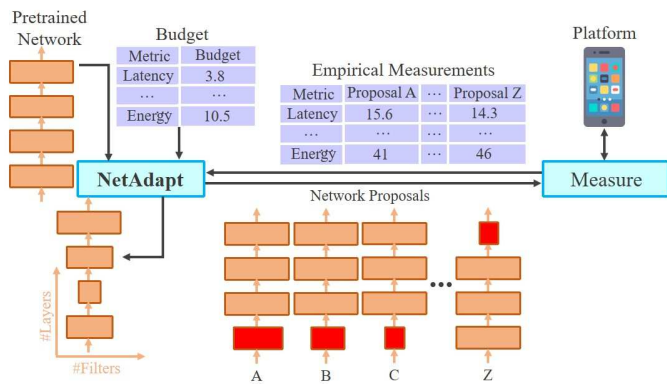 Pretrained
Network
Budget
Metric Budget
Latency 3.8
... ...
Energy 10.5
Empirical Measurements
Metric Proposal A ... Proposal Z
Latency 15.6 ... 14.3
... ... ...
Energy 41 ... 46
Platform
NetAdapt
Measure
Network Proposals
...
#Layers
#Filters
A B C Z